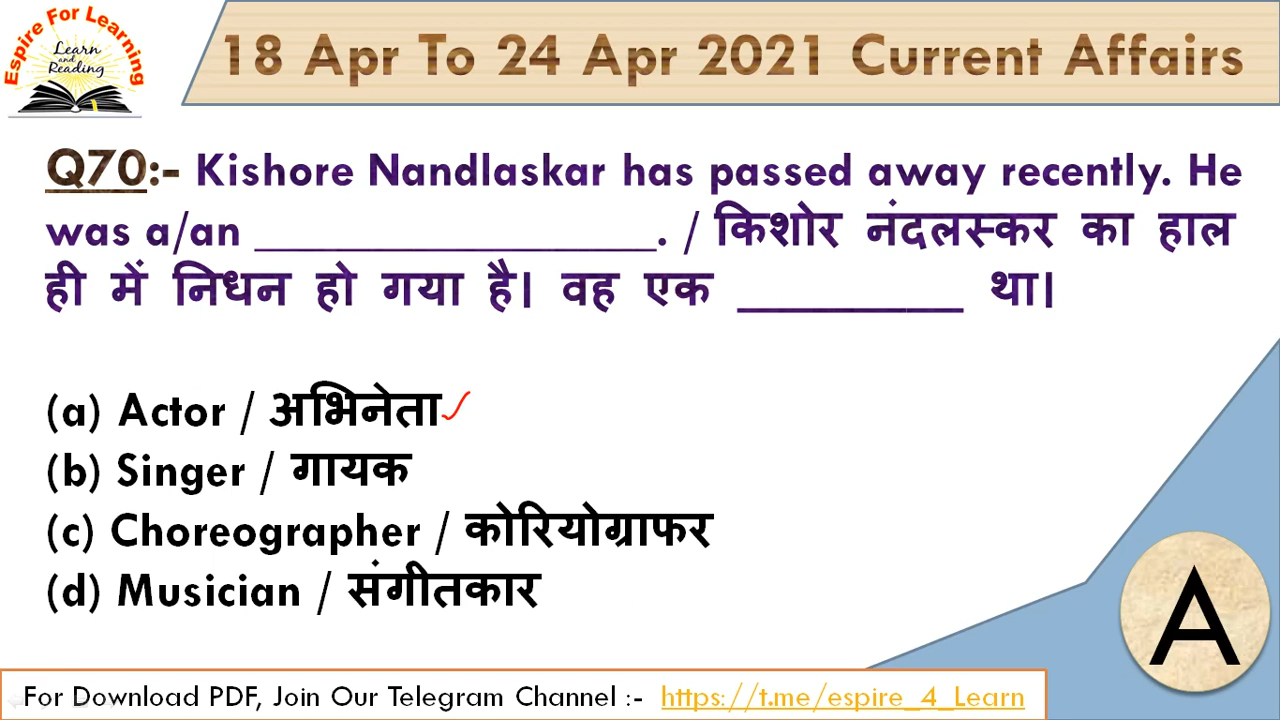 Espire For Learning
Learn
and
Reading
18 Apr To 24 Apr 2021 Current Affairs
Q70:- Kishore Nandlaskar has passed away recently. He
was a/an __________________. / किशोर नंदलस्कर का हाल
ही में निधन हो गया है। वह एक __________ था।
(a) Actor / अभिनेता
(b) Singer / गायक
(c) Choreographer / कोरियोग्राफर
(d) Musician / संगीतकार
A
For Download PDF, Join Our Telegram Channel :- https://t.me/espire_4_Learn